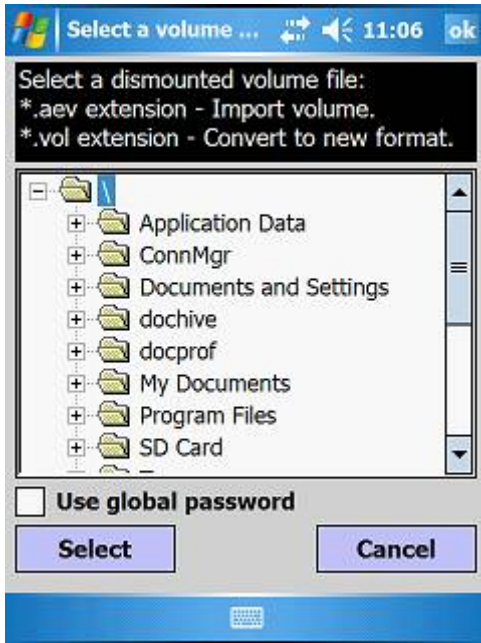 Select a volume ... 11:06 ok
Select a dismounted volume file:
*.aev extension - Import volume.
*.vol extension - Convert to new format.
\
Application Data
ConnMgr
Documents and Settings
dochive
docprof
My Documents
Program Files
SD Card
Use global password
Select Cancel